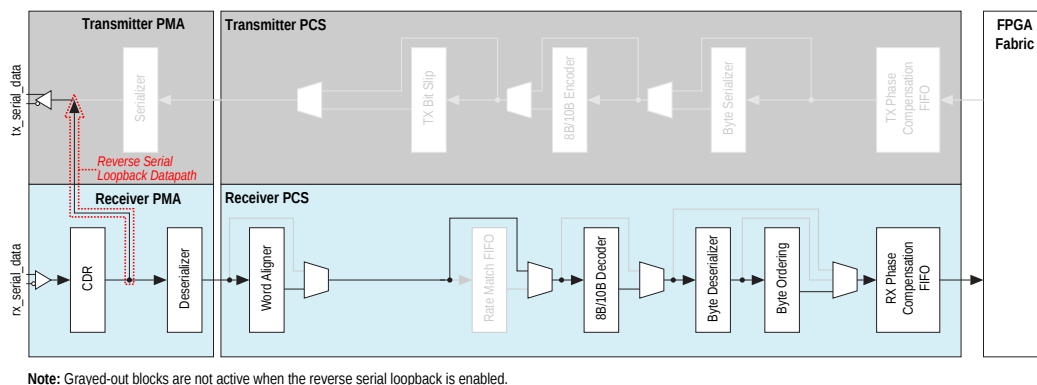 Transmitter PMA
Transmitter PCS
FPGA
Fabric
tx_serial_data
Serializer
TX Bit Slip
8B/10B Encoder
Byte Serializer
TX Phase
Compensation
FIFO
Reverse Serial
Loopback Datapath
Receiver PMA
Receiver PCS
rx_serial_data
CDR
Deserializer
Word Aligner
Rate Match FIFO
8B/10B Decoder
Byte Deserializer
Byte Ordering
RX Phase
Compensation
FIFO
Note: Grayed-out blocks are not active when the reverse serial loopback is enabled.